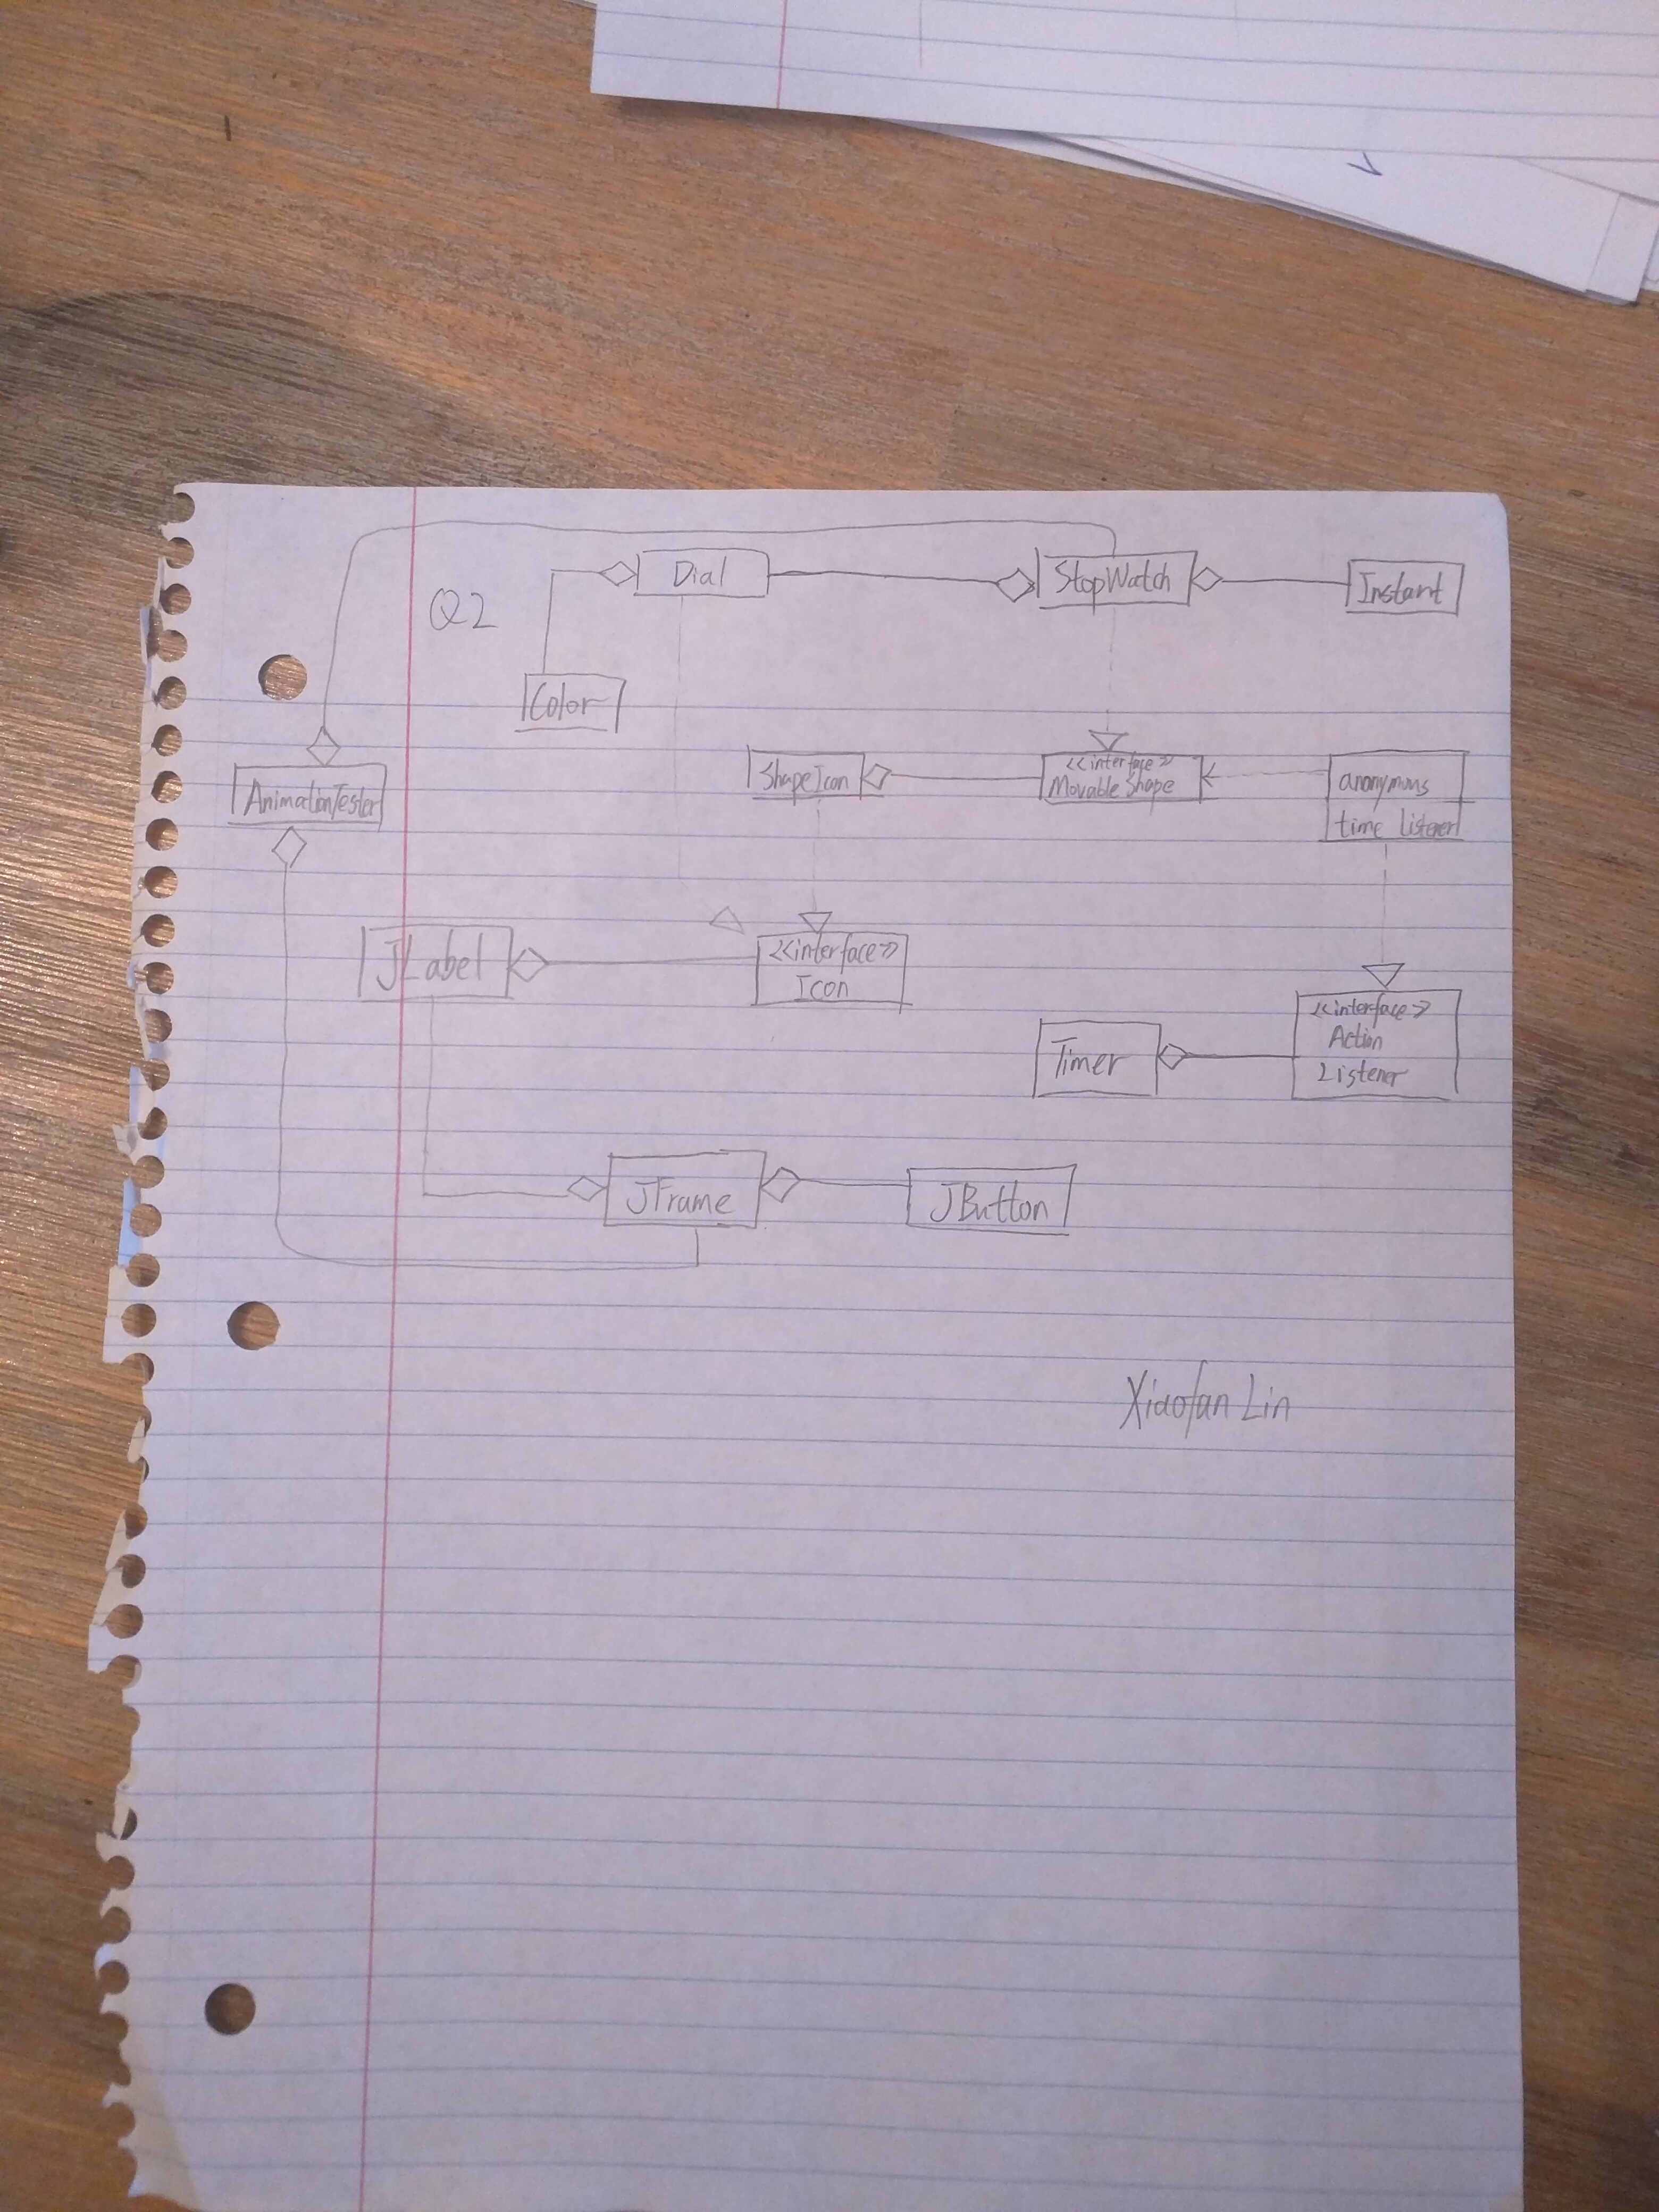 Q2
Dial
StopWatch
Instant
Color
AnimationTester
ShapeIcon
<<interface>>
Movable Shape
anonymous
time listener
JLabel
<<interface>>
Icon
Timer
<<interface>>
Action
Listener
JFrame
JButton
Xiaofan Lin